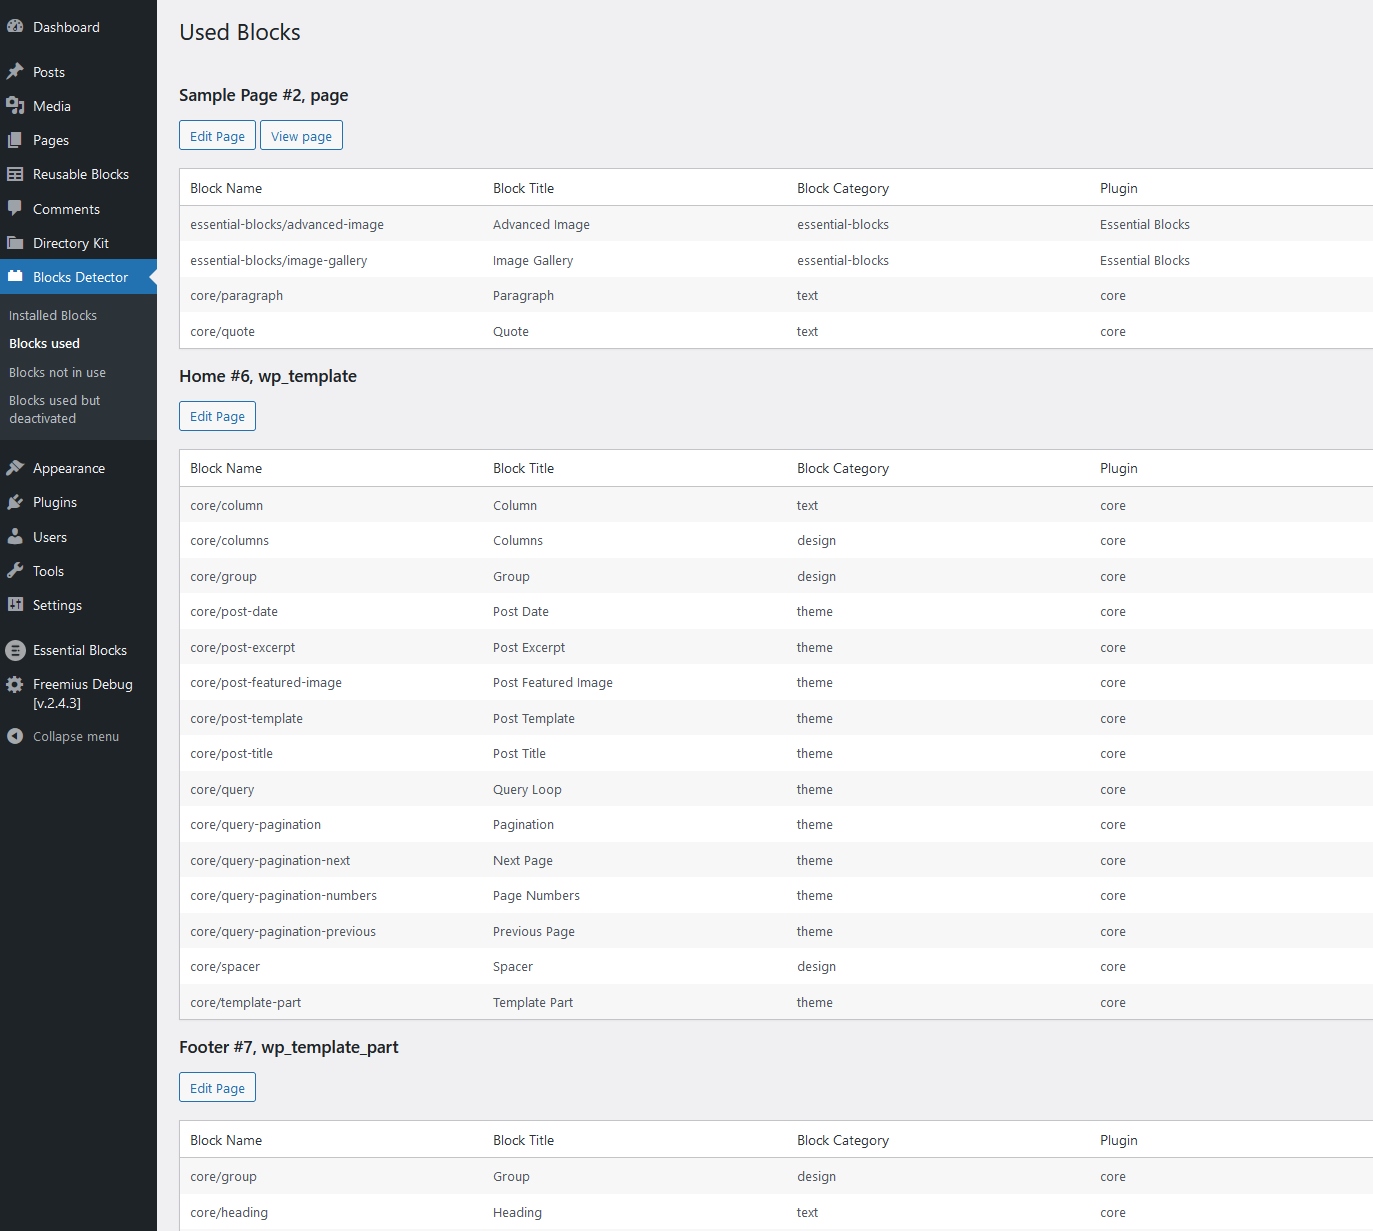 Dashboard
Posts
Media
Pages
Reusable Blocks
Comments
Directory Kit
Blocks Detector
Installed Blocks
Blocks used
Blocks not in use
Blocks used but
deactivated
Appearance
Plugins
Users
Tools
Settings
Essential Blocks
Freemius Debug
[v.2.4.3]
Collapse menu
Used Blocks
Sample Page #2, page
Edit Page View page
Block Name Block Title Block Category Plugin
essential-blocks/advanced-image Advanced Image essential-blocks Essential Blocks
essential-blocks/image-gallery Image Gallery essential-blocks Essential Blocks
core/paragraph Paragraph text core
core/quote Quote text core
Home #6, wp_template
Edit Page
Block Name Block Title Block Category Plugin
core/column Column text core
core/columns Columns design core
core/group Group design core
core/post-date Post Date theme core
core/post-excerpt Post Excerpt theme core
core/post-featured-image Post Featured Image theme core
core/post-template Post Template theme core
core/post-title Post Title theme core
core/query Query Loop theme core
core/query-pagination Pagination theme core
core/query-pagination-next Next Page theme core
core/query-pagination-numbers Page Numbers theme core
core/query-pagination-previous Previous Page theme core
core/spacer Spacer design core
core/template-part Template Part theme core
Footer #7, wp_template_part
Edit Page
Block Name Block Title Block Category Plugin
core/group Group design core
core/heading Heading text core